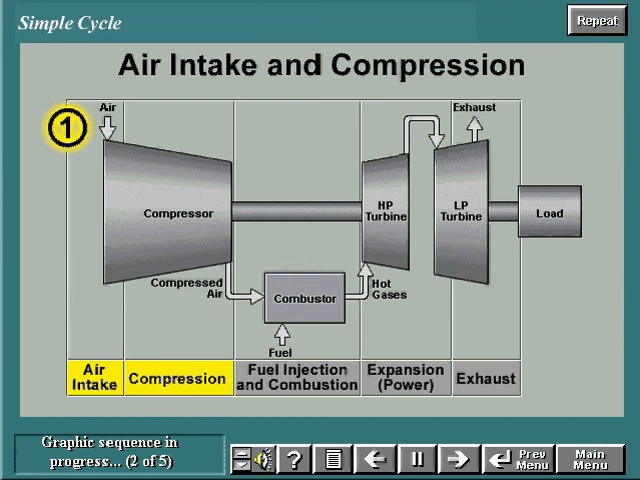 Simple Cycle
Repeat
Air Intake and Compression
1
Air
Exhaust
Compressor
HP
Turbine
LP
Turbine
Load
Compressed
Air
Combustor
Hot
Gases
Fuel
Air
Intake
Compression
Fuel Injection
and Combustion
Expansion
(Power)
Exhaust
Graphic sequence in
progress... (2 of 5)
?
Prev
Menu
Main
Menu